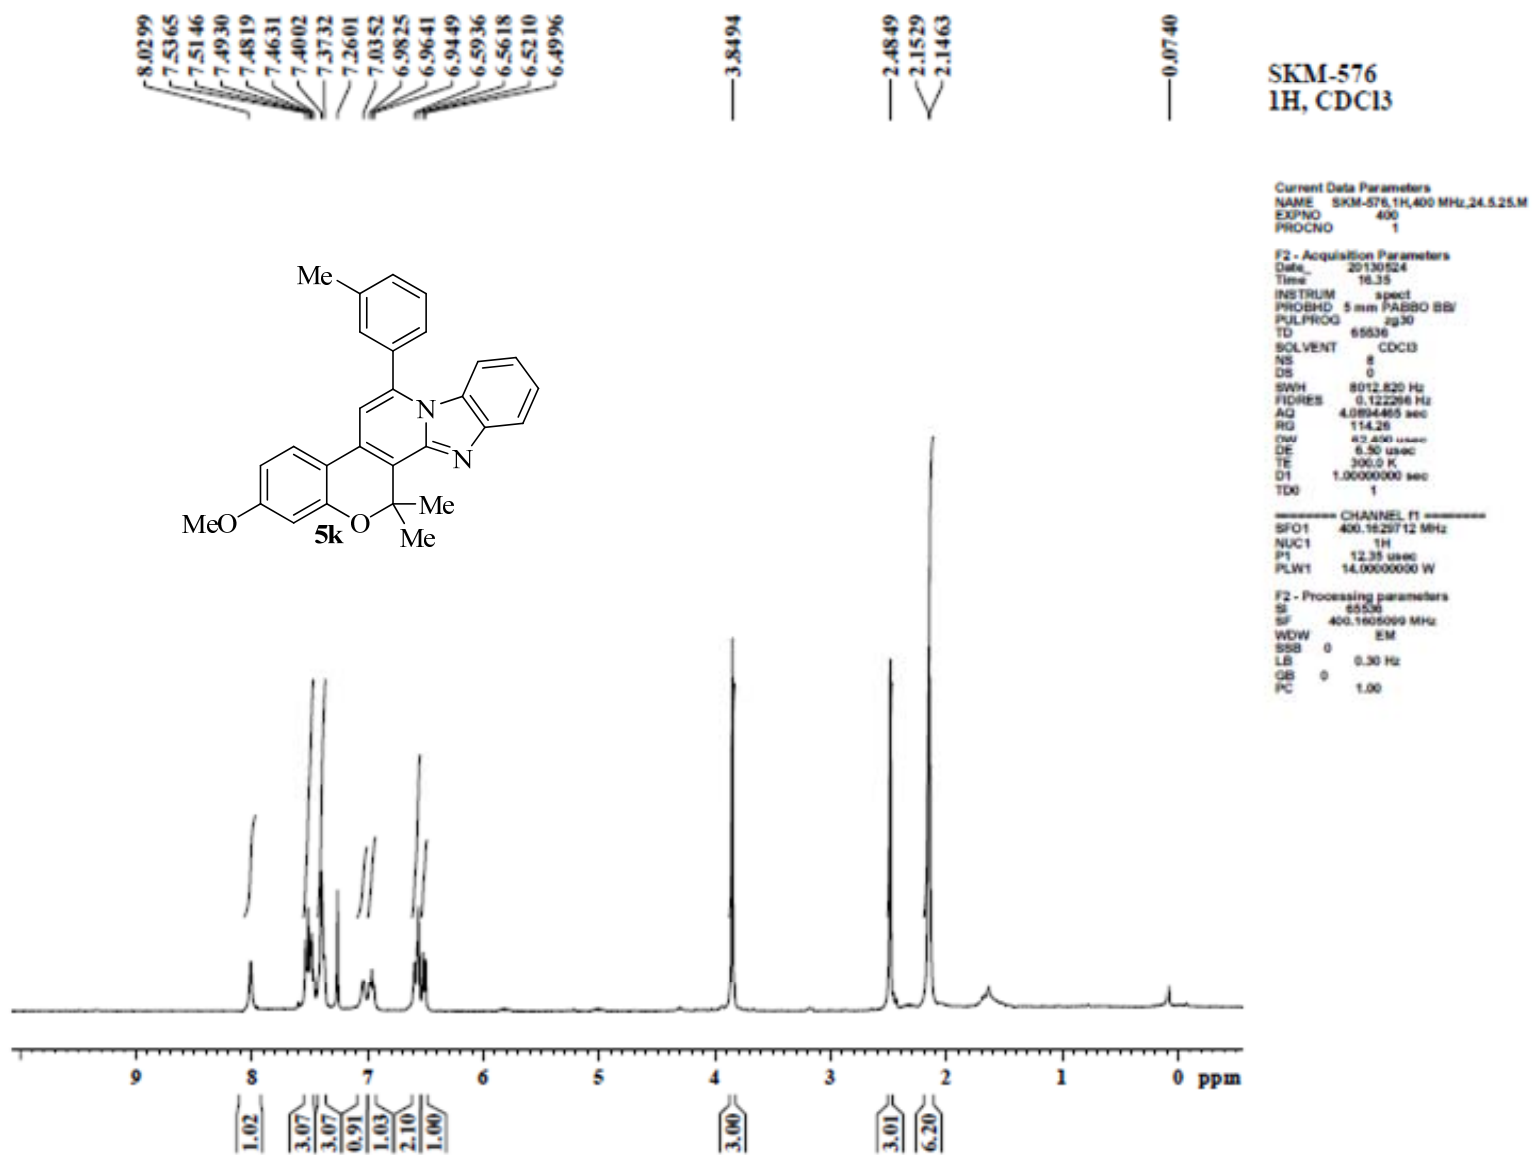 8.0299
7.5365
7.5146
7.4930
7.4819
7.4631
7.4002
7.3732
7.2601
7.0352
6.9825
6.9641
6.9449
6.5936
6.5618
6.5210
6.4996
3.8494
2.4849
2.1529
2.1463
0.0740
SKM-576
1H, CDCl3
Current Data Parameters
NAME SKM-576,1H,400 MHz,24.5.25.M
EXPNO 400
PROCNO 1
F2 - Acquisition Parameters
Date_ 20130524
Time 16.35
INSTRUM spect
PROBHD 5 mm PABBO BB/
PULPROG zg30
TD 65536
SOLVENT CDCl3
NS 8
DS 0
SWH 8012.820 Hz
FIDRES 0.122266 Hz
AQ 4.0894465 sec
RG 114.26
DW 62.400 usec
DE 6.50 usec
TE 300.0 K
D1 1.00000000 sec
TD0 1
======== CHANNEL f1 ========
SFO1 400.1629712 MHz
NUC1 1H
P1 12.35 usec
PLW1 14.00000000 W
F2 - Processing parameters
SI 65536
SF 400.1605099 MHz
WDW EM
SSB 0
LB 0.30 Hz
GB 0
PC 1.00
Me
N
N
Me
MeO
O
5k
Me
9 8 7 6 5 4 3 2 1 0 ppm
1.02
3.07
3.07
0.91
1.03
2.10
1.00
3.00
3.01
6.20